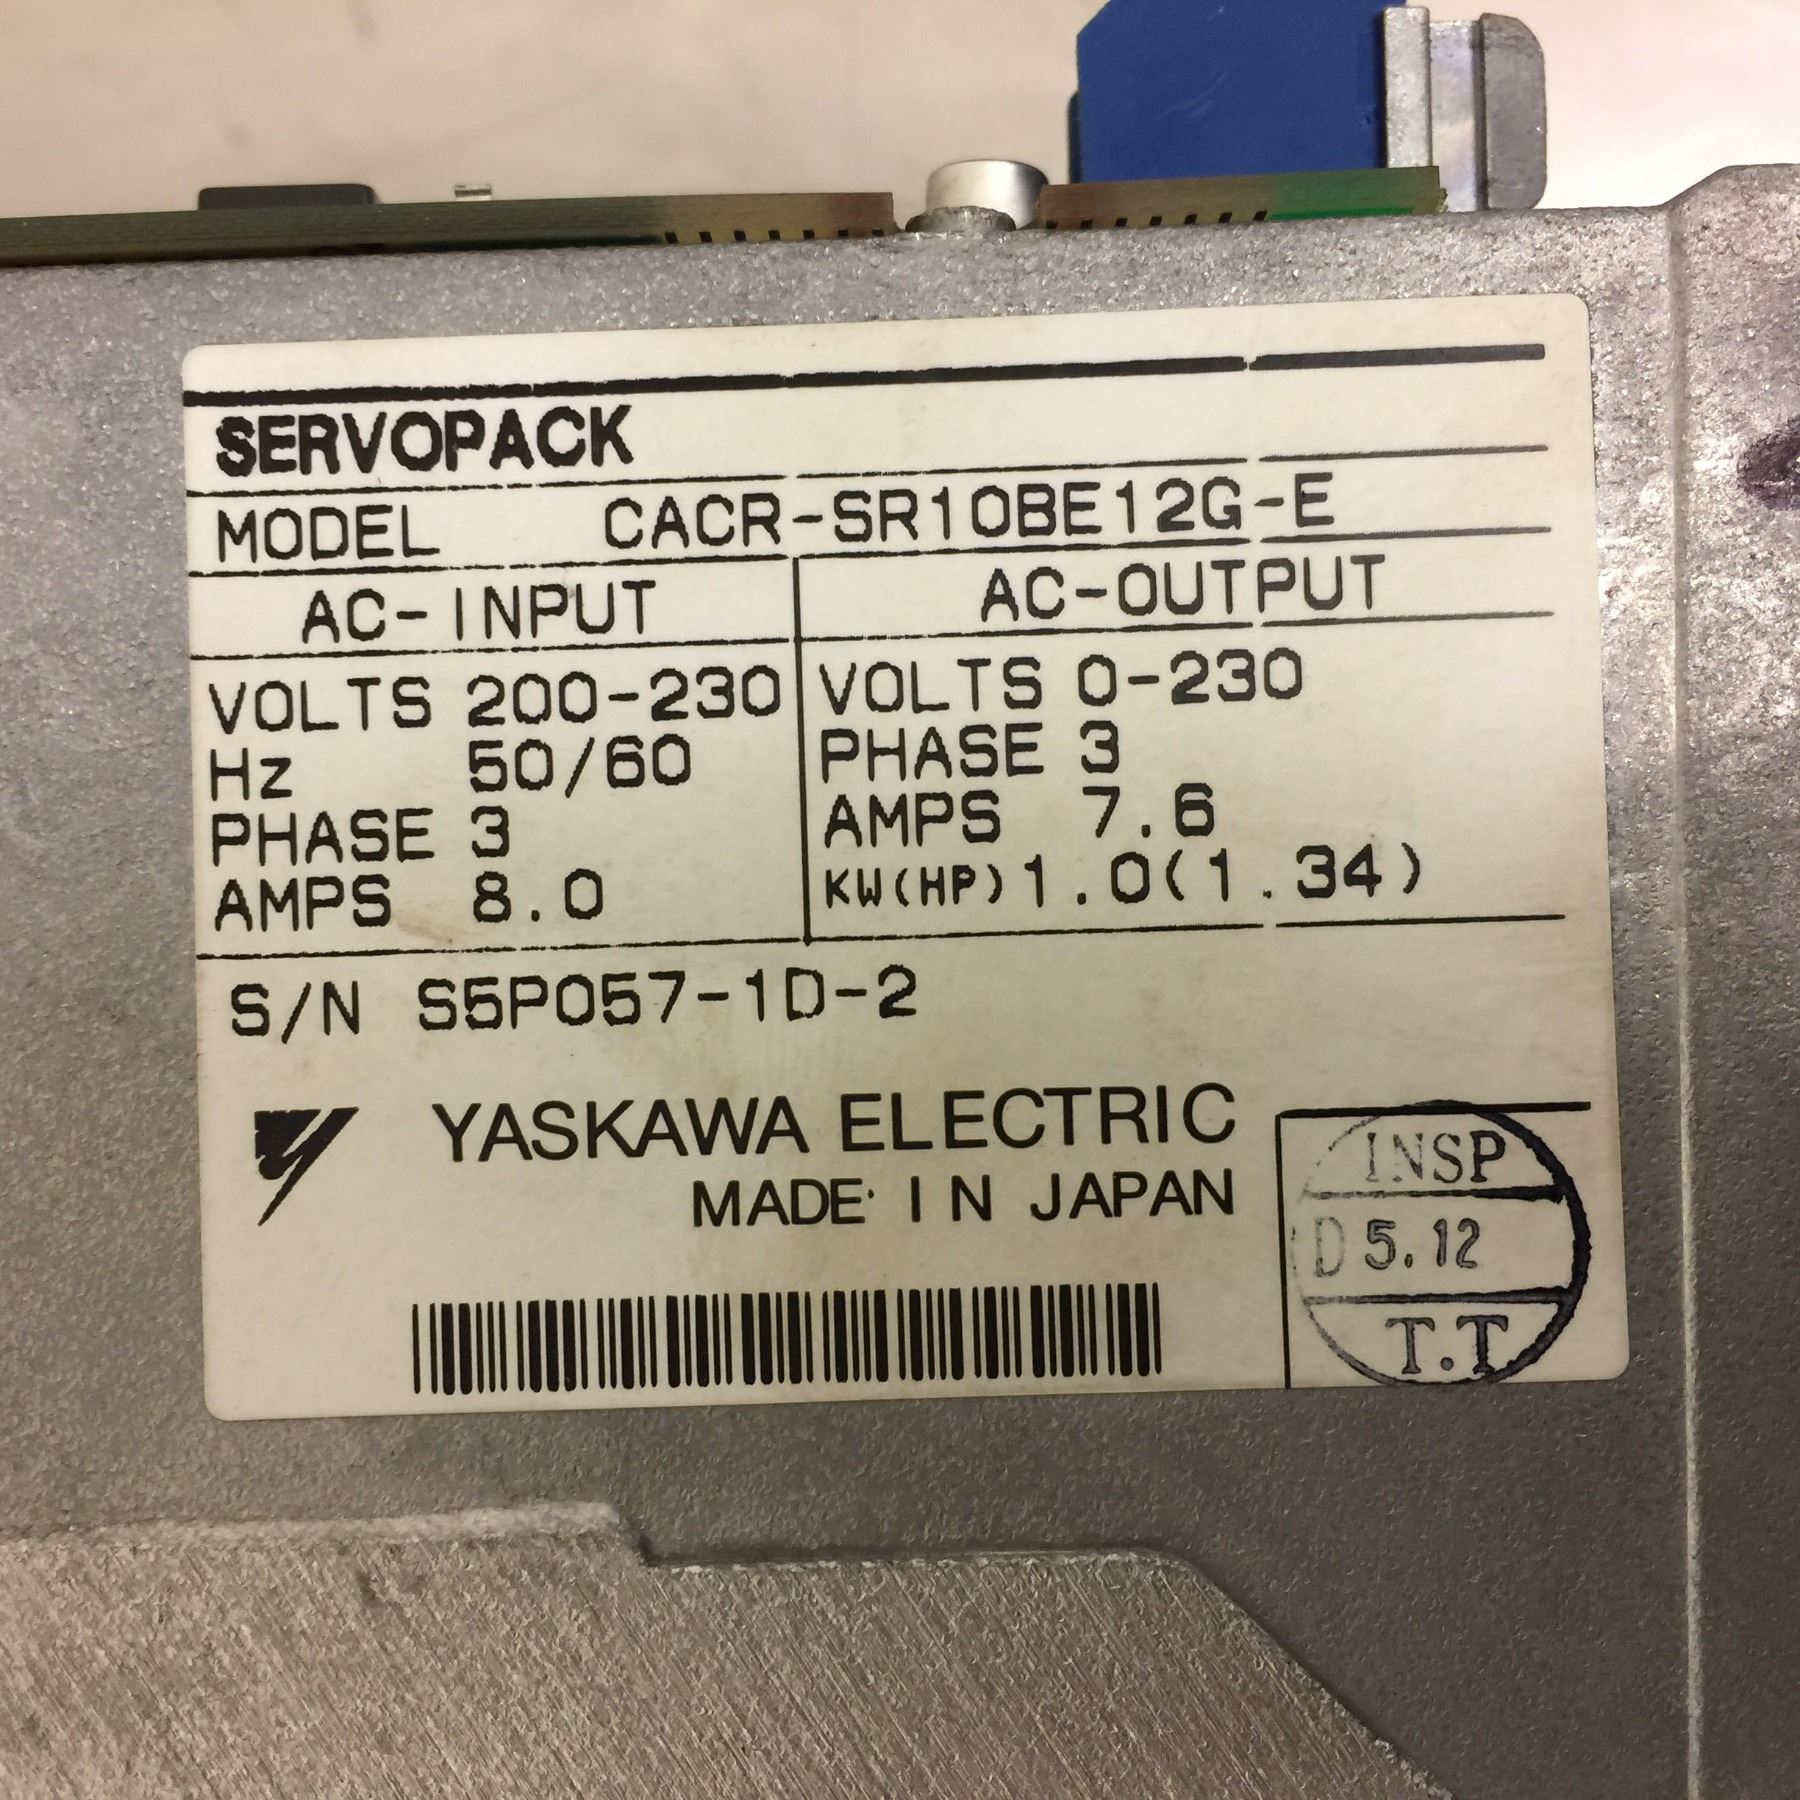 SERVOPACK
MODEL CACR-SR10BE12G-E
AC-INPUT AC-OUTPUT
VOLTS 200-230 VOLTS 0-230
Hz 50/60 PHASE 3
PHASE 3 AMPS 7.6
AMPS 8.0 KW(HP) 1.0(1.34)
S/N S5P057-1D-2
YASKAWA ELECTRIC
MADE IN JAPAN
INSP
D 5.12
T.T